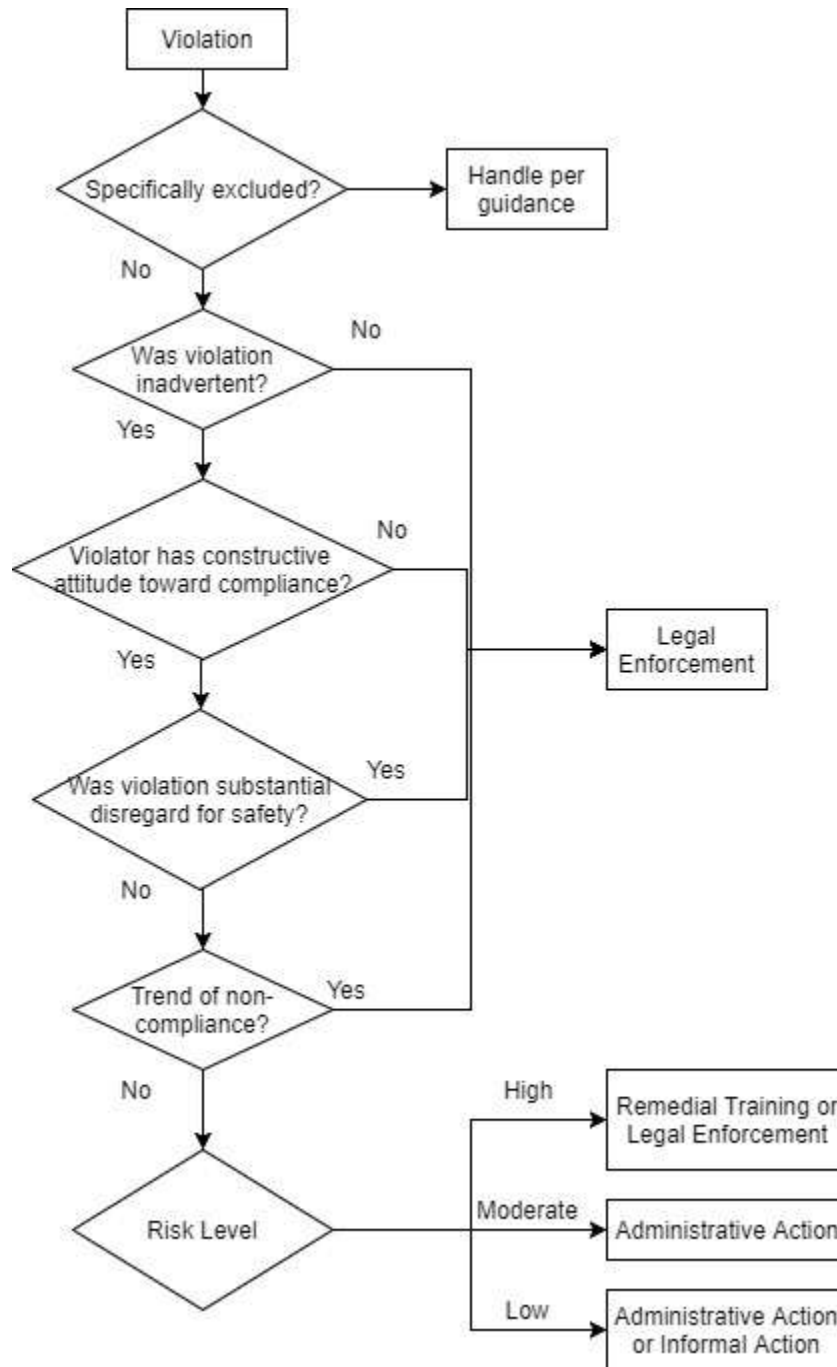 Violation
Specifically excluded?
Handle per
guidance
No
Was violation
inadvertent?
No
Yes
Violator has constructive
attitude toward compliance?
No
Legal
Enforcement
Yes
Was violation substantial
disregard for safety?
Yes
No
Trend of non-
compliance?
Yes
No
Risk Level
High
Remedial Training or
Legal Enforcement
Moderate
Administrative Action
Low
Administrative Action
or Informal Action